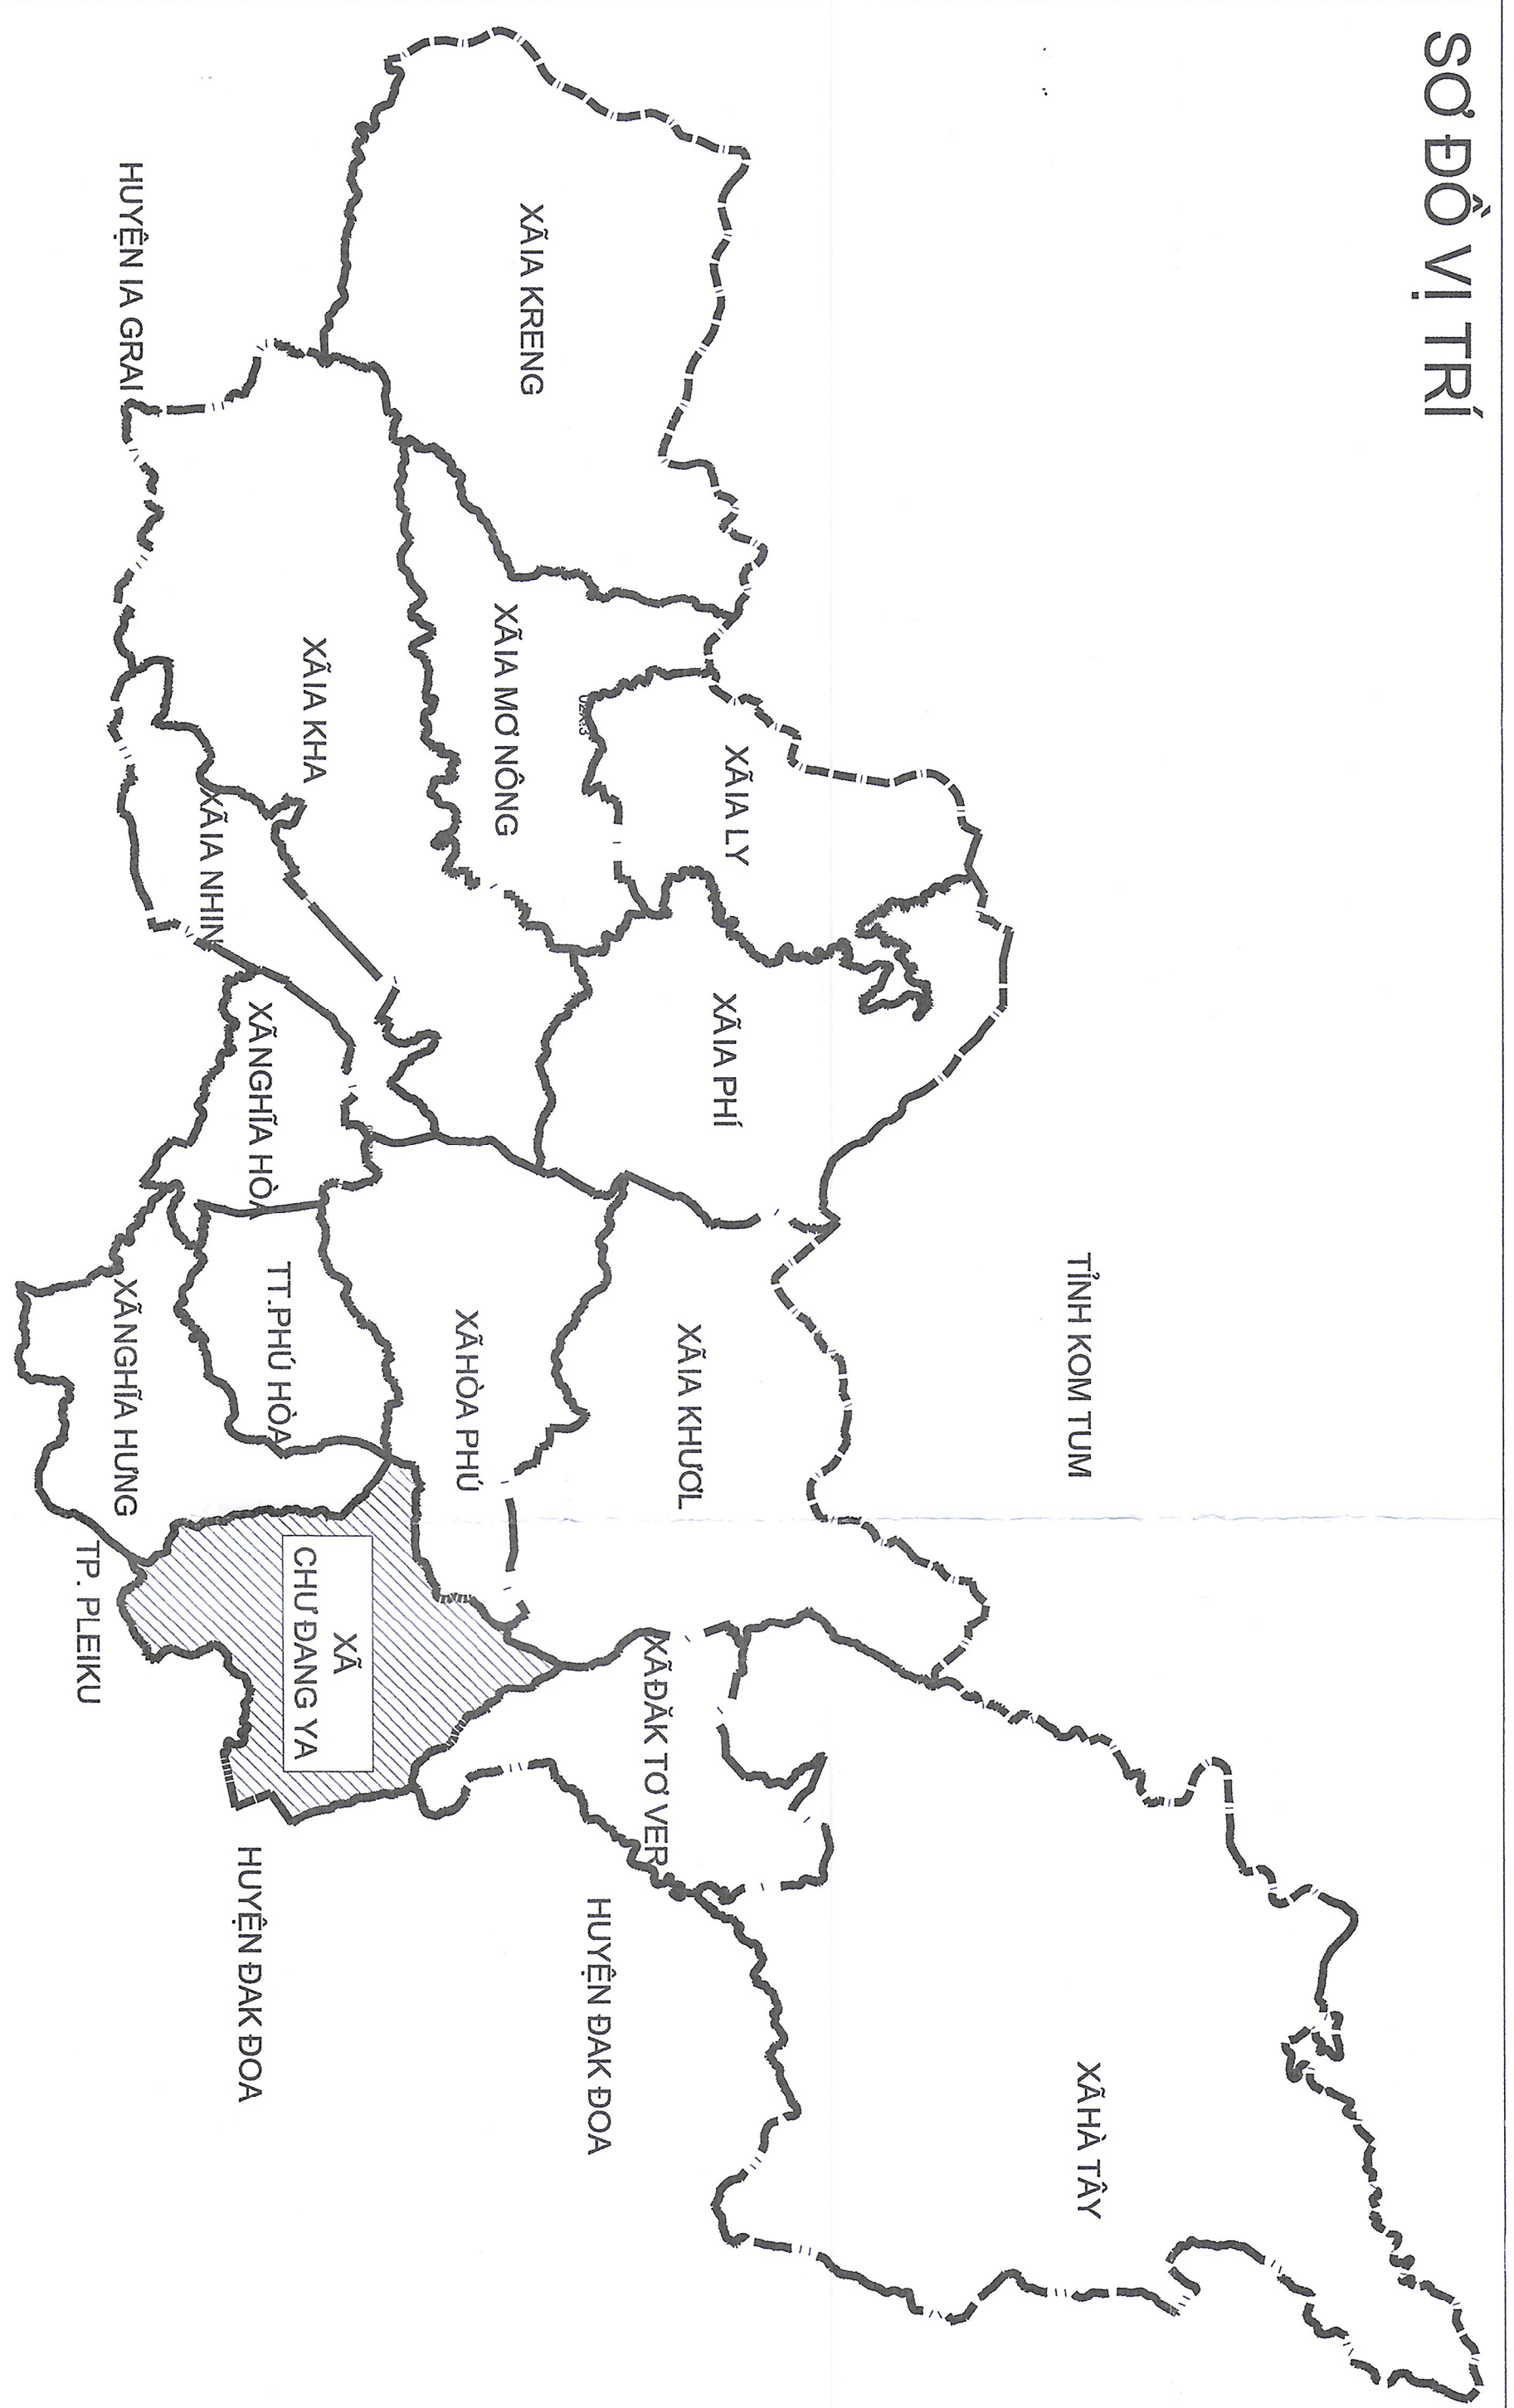 SƠ ĐỒ VỊ TRÍ
TỈNH KOM TUM
XÃ HÀ TÂY
XÃ IA LY
XÃ IA PHÍ
XÃ IA KHƯƠL
XÃ ĐĂK TƠ VER
HUYỆN ĐAK ĐOA
XÃ IA KRENG
XÃ IA MƠ NÔNG
XÃ HÒA PHÚ
XÃ IA KHA
XÃ
CHƯ ĐANG YA
XÃ IA NHIN
XÃ NGHĨA HÒA
TT.PHÚ HÒA
HUYỆN ĐAK ĐOA
HUYỆN IA GRAI
XÃ NGHĨA HƯNG
TP. PLEIKU